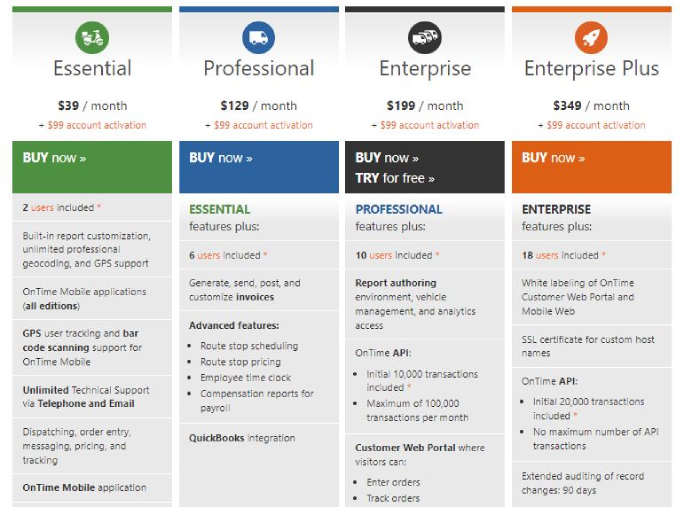 Essential
$39 / month
+ $99 account activation
BUY now »
2 users included *
Built-in report customization,
unlimited professional
geocoding, and GPS support
OnTime Mobile applications
(all editions)
GPS user tracking and bar
code scanning support for
OnTime Mobile
Unlimited Technical Support
via Telephone and Email
Dispatching, order entry,
messaging, pricing, and
tracking
OnTime Mobile application
Professional
$129 / month
+ $99 account activation
BUY now »
ESSENTIAL
features plus:
6 users included *
Generate, send, post, and
customize invoices
Advanced features:
• Route stop scheduling
• Route stop pricing
• Employee time clock
• Compensation reports for
payroll
QuickBooks integration
Enterprise
$199 / month
+ $99 account activation
BUY now »
TRY for free »
PROFESSIONAL
features plus:
10 users included *
Report authoring
environment, vehicle
management, and analytics
access
OnTime API:
• Initial 10,000 transactions
included *
• Maximum of 100,000
transactions per month
Customer Web Portal where
visitors can:
• Enter orders
• Track orders
Enterprise Plus
$349 / month
+ $99 account activation
BUY now »
ENTERPRISE
features plus:
18 users included *
White labeling of OnTime
Customer Web Portal and
Mobile Web
SSL certificate for custom host
names
OnTime API:
• Initial 20,000 transactions
included *
• No maximum number of API
transactions
Extended auditing of record
changes: 90 days